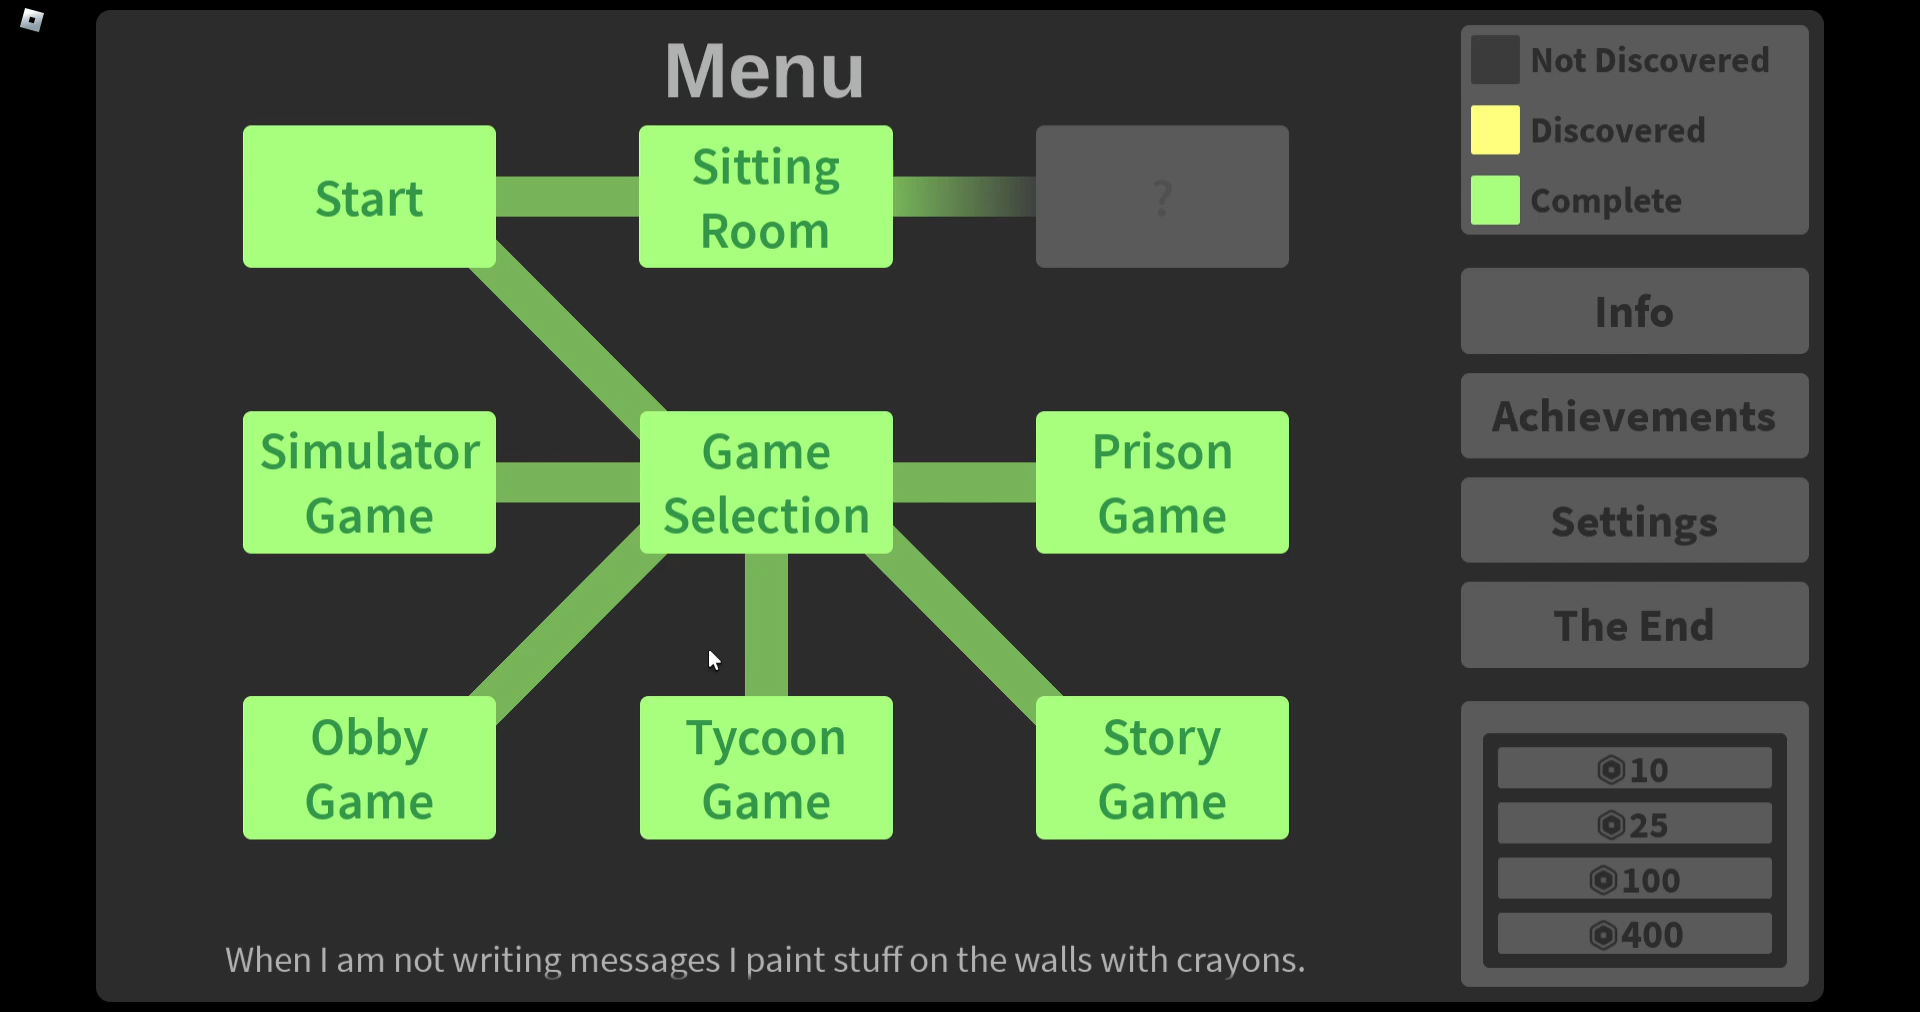 Menu
Start
Sitting
Room
?
Simulator
Game
Game
Selection
Prison
Game
Obby
Game
Tycoon
Game
Story
Game
When I am not writing messages I paint stuff on the walls with crayons.
Not Discovered
Discovered
Complete
Info
Achievements
Settings
The End
10
25
100
400